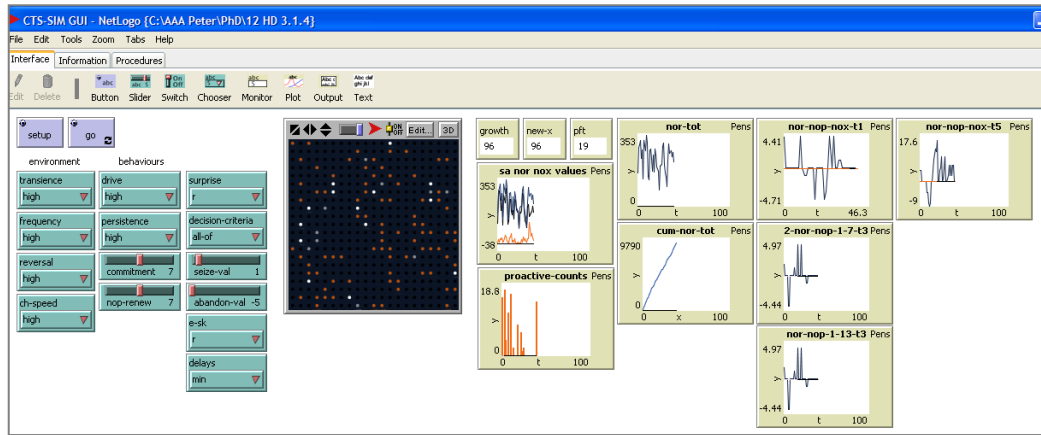 CTS-SIM GUI - NetLogo {C:\AAA Peter\PhD\12 HD 3.1.4}
File Edit Tools Zoom Tabs Help
Interface Information Procedures
Edit Delete Button Slider Switch Chooser Monitor Plot Output Text
setup go
environment behaviours
transience
high
frequency
high
reversal
high
ch-speed
high
drive
high
persistence
high
commitment 7
nop-renew 7
surprise
r
decision-criteria
all-of
seize-val 1
abandon-val -5
e-sk
r
delays
min
ON
OFF
Edit...
3D
growth
96
new-x
96
pft
19
sa nor nox values Pens
353
y
-38
0 t 100
proactive-counts Pens
18.8
y
0
0 t 100
nor-tot Pens
353
y
0
0 t 100
cum-nor-tot Pens
9790
y
0
0 x 100
nor-nop-nox-t1 Pens
4.41
y
-4.71
0 t 46.3
2-nor-nop-1-7-t3 Pens
4.97
y
-4.44
0 t 100
nor-nop-1-13-t3 Pens
4.97
y
-4.44
0 t 100
nor-nop-nox-t5 Pens
17.6
y
-9
0 t 100